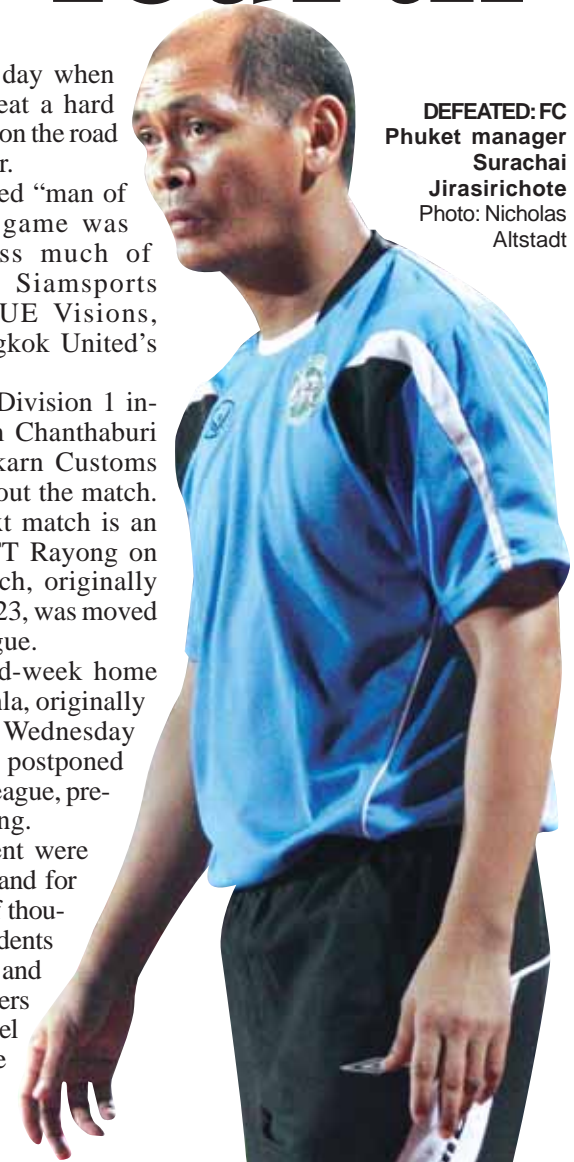 day when
eat a hard
on the road
r.
ed “man of
game was
ss much of
Siamsports
UE Visions,
gkok United's
Division 1 in-
n Chanthaburi
karn Customs
out the match.
xt match is an
TT Rayong on
ch, originally
23, was moved
gue.
d-week home
hla, originally
Wednesday
postponed
eague, pre-
ng.
ent were
and for
f thou-
dents
and
ers
el
e
DEFEATED: FC
Phuket manager
Surachai
Jirasirichote
Photo: Nicholas
Altstadt